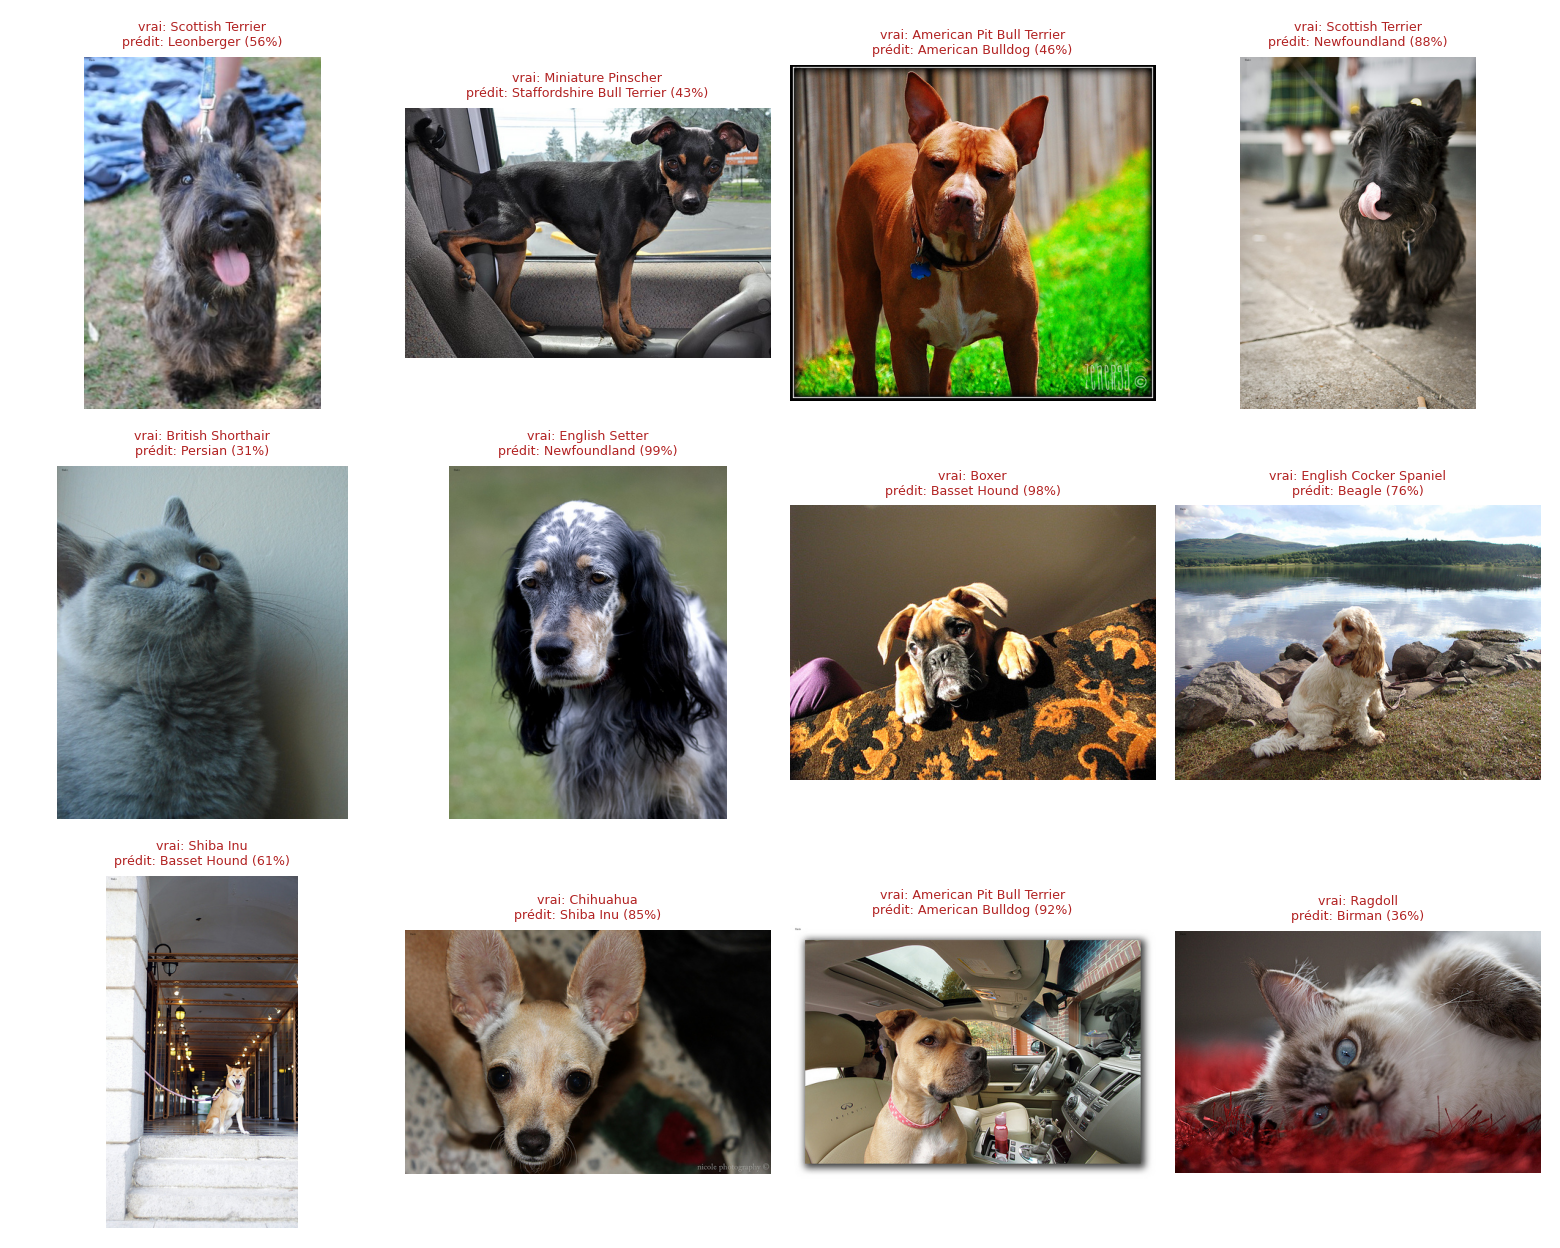 vrai: Scottish Terrier
prédit: Leonberger (56%)
vrai: Miniature Pinscher
prédit: Staffordshire Bull Terrier (43%)
vrai: American Pit Bull Terrier
prédit: American Bulldog (46%)
vrai: Scottish Terrier
prédit: Newfoundland (88%)
vrai: British Shorthair
prédit: Persian (31%)
vrai: English Setter
prédit: Newfoundland (99%)
vrai: Boxer
prédit: Basset Hound (98%)
vrai: English Cocker Spaniel
prédit: Beagle (76%)
vrai: Shiba Inu
prédit: Basset Hound (61%)
vrai: Chihuahua
prédit: Shiba Inu (85%)
nicole photography ©
vrai: American Pit Bull Terrier
prédit: American Bulldog (92%)
vrai: Ragdoll
prédit: Birman (36%)